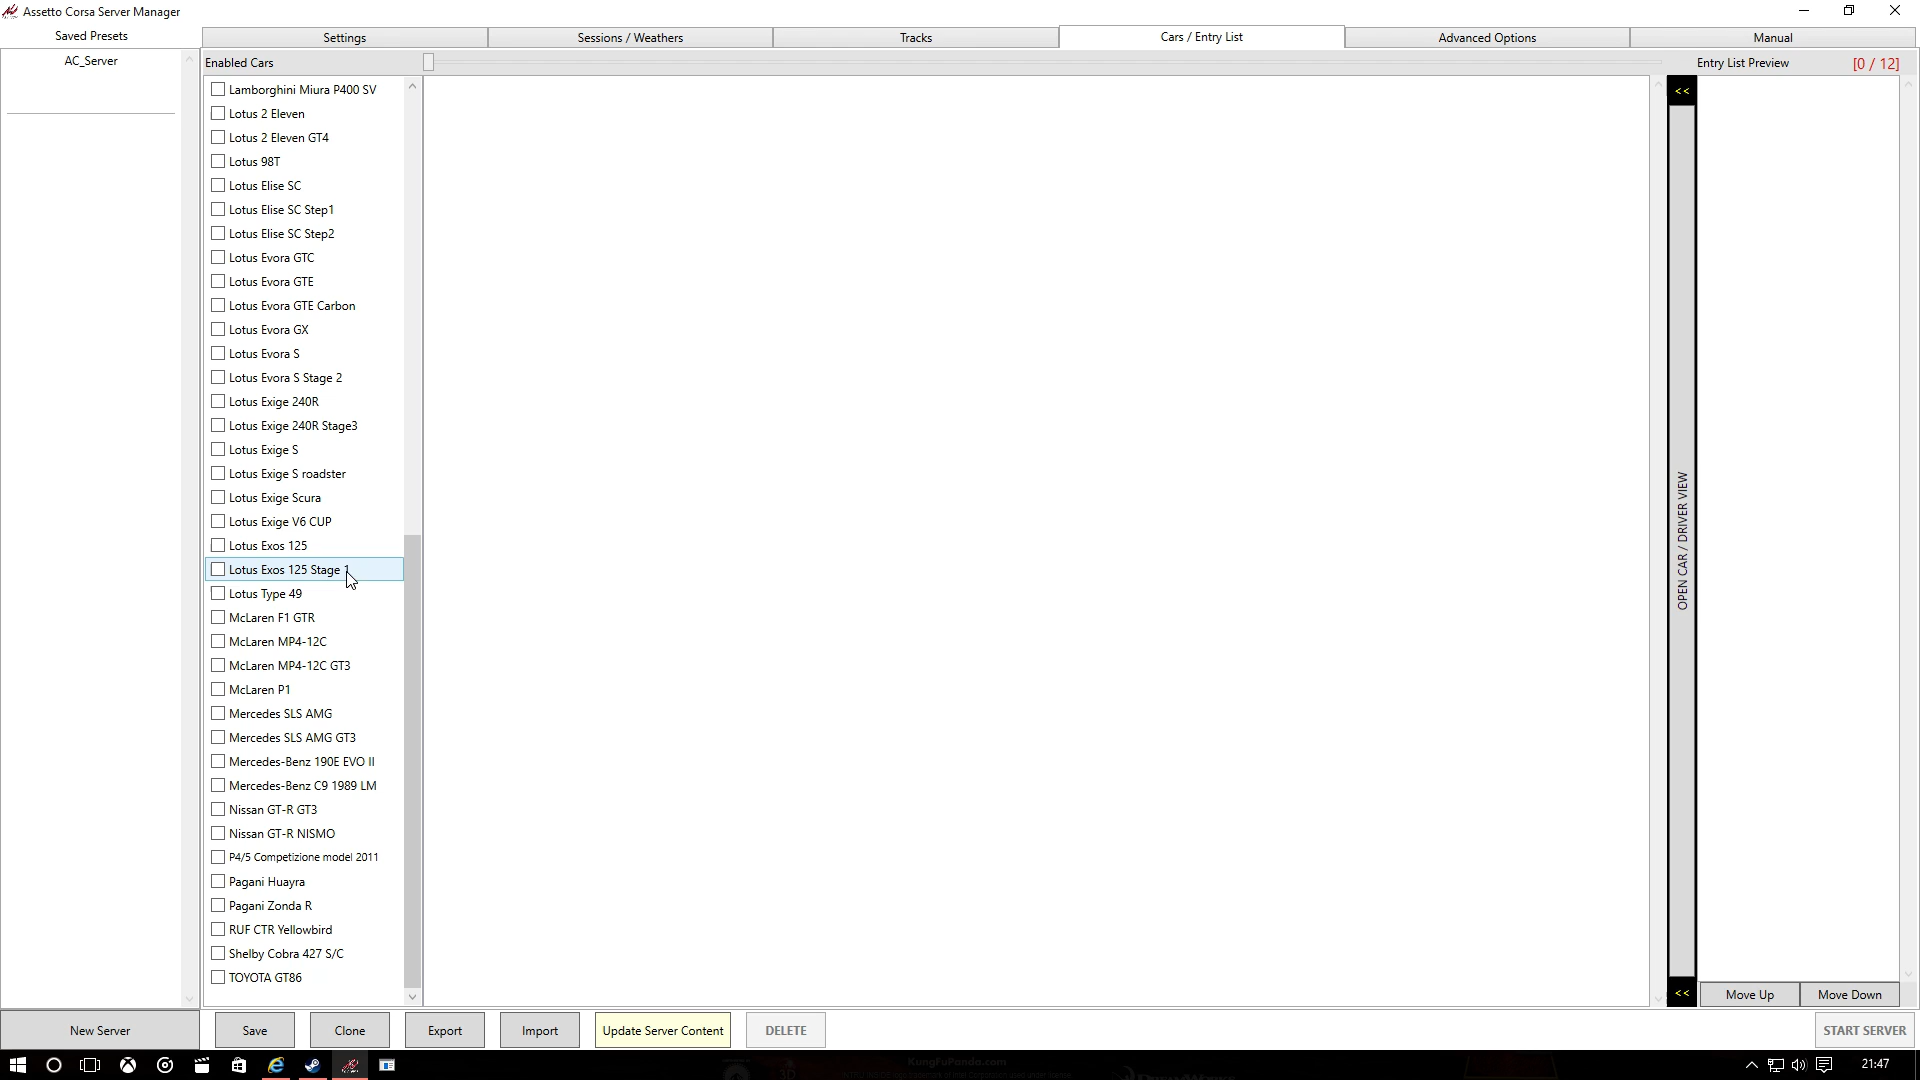 Assetto Corsa Server Manager
Saved Presets
Settings
Sessions / Weathers
Tracks
Cars / Entry List
Advanced Options
Manual
AC_Server
Enabled Cars
Entry List Preview
[0 / 12]
<<
Lamborghini Miura P400 SV
Lotus 2 Eleven
Lotus 2 Eleven GT4
Lotus 98T
Lotus Elise SC
Lotus Elise SC Step1
Lotus Elise SC Step2
Lotus Evora GTC
Lotus Evora GTE
Lotus Evora GTE Carbon
Lotus Evora GX
Lotus Evora S
Lotus Evora S Stage 2
Lotus Exige 240R
Lotus Exige 240R Stage3
Lotus Exige S
Lotus Exige S roadster
Lotus Exige Scura
Lotus Exige V6 CUP
Lotus Exos 125
Lotus Exos 125 Stage 1
Lotus Type 49
McLaren F1 GTR
McLaren MP4-12C
McLaren MP4-12C GT3
McLaren P1
Mercedes SLS AMG
Mercedes SLS AMG GT3
Mercedes-Benz 190E EVO II
Mercedes-Benz C9 1989 LM
Nissan GT-R GT3
Nissan GT-R NISMO
P4/5 Competizione model 2011
Pagani Huayra
Pagani Zonda R
RUF CTR Yellowbird
Shelby Cobra 427 S/C
TOYOTA GT86
OPEN CAR / DRIVER VIEW
<<
Move Up
Move Down
New Server
Save
Clone
Export
Import
Update Server Content
DELETE
START SERVER
KungFuPanda.com
21:47